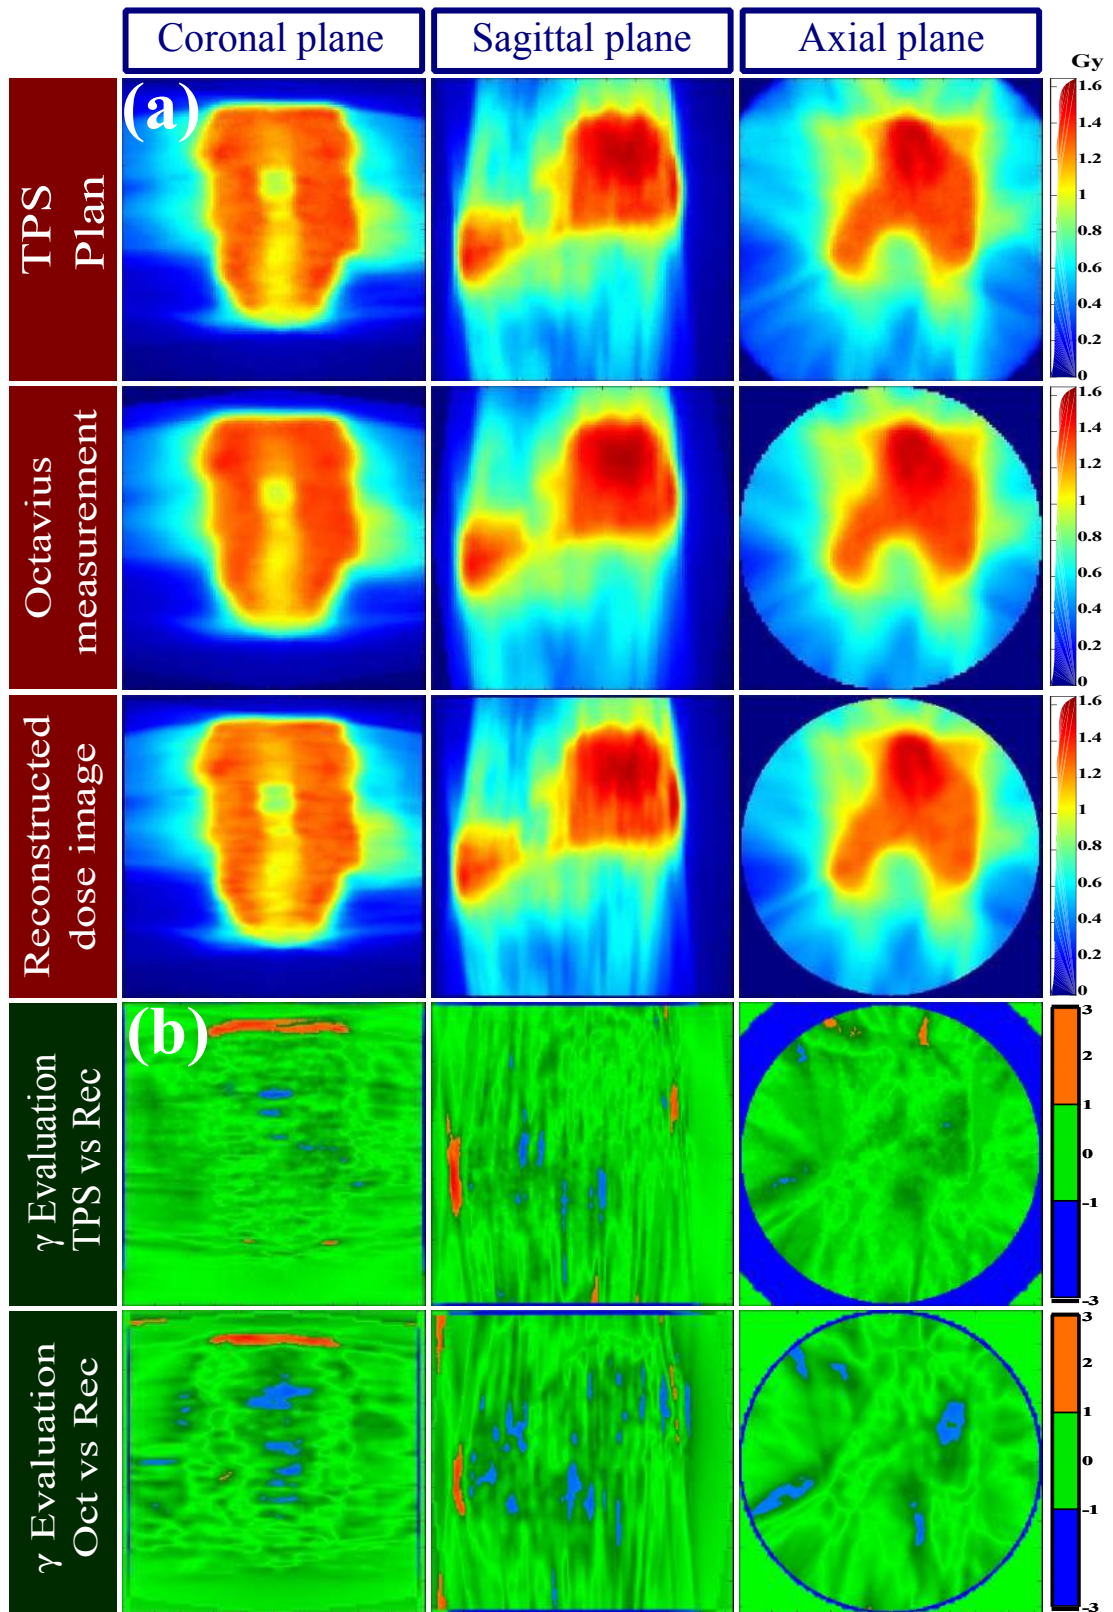 Coronal plane
Sagittal plane
Axial plane
Gy
(a)
TPS
Plan
1.6
1.4
1.2
1
0.8
0.6
0.4
0.2
0
Octavius
measurement
1.6
1.4
1.2
1
0.8
0.6
0.4
0.2
0
Reconstructed
dose image
1.6
1.4
1.2
1
0.8
0.6
0.4
0.2
0
(b)
γ Evaluation
TPS vs Rec
3
2
1
0
-1
-3
γ Evaluation
Oct vs Rec
3
2
1
0
-1
-3